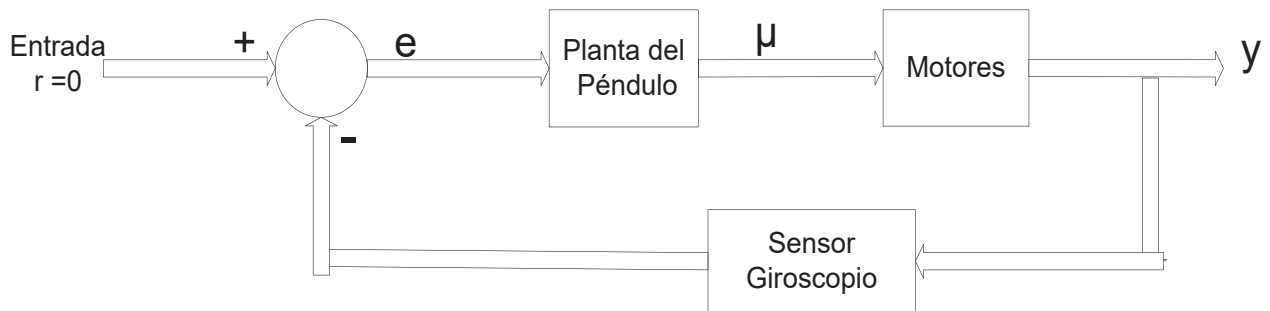 Entrada
r =0
+
e
Planta del
Péndulo
µ
Motores
y
-
Sensor
Giroscopio